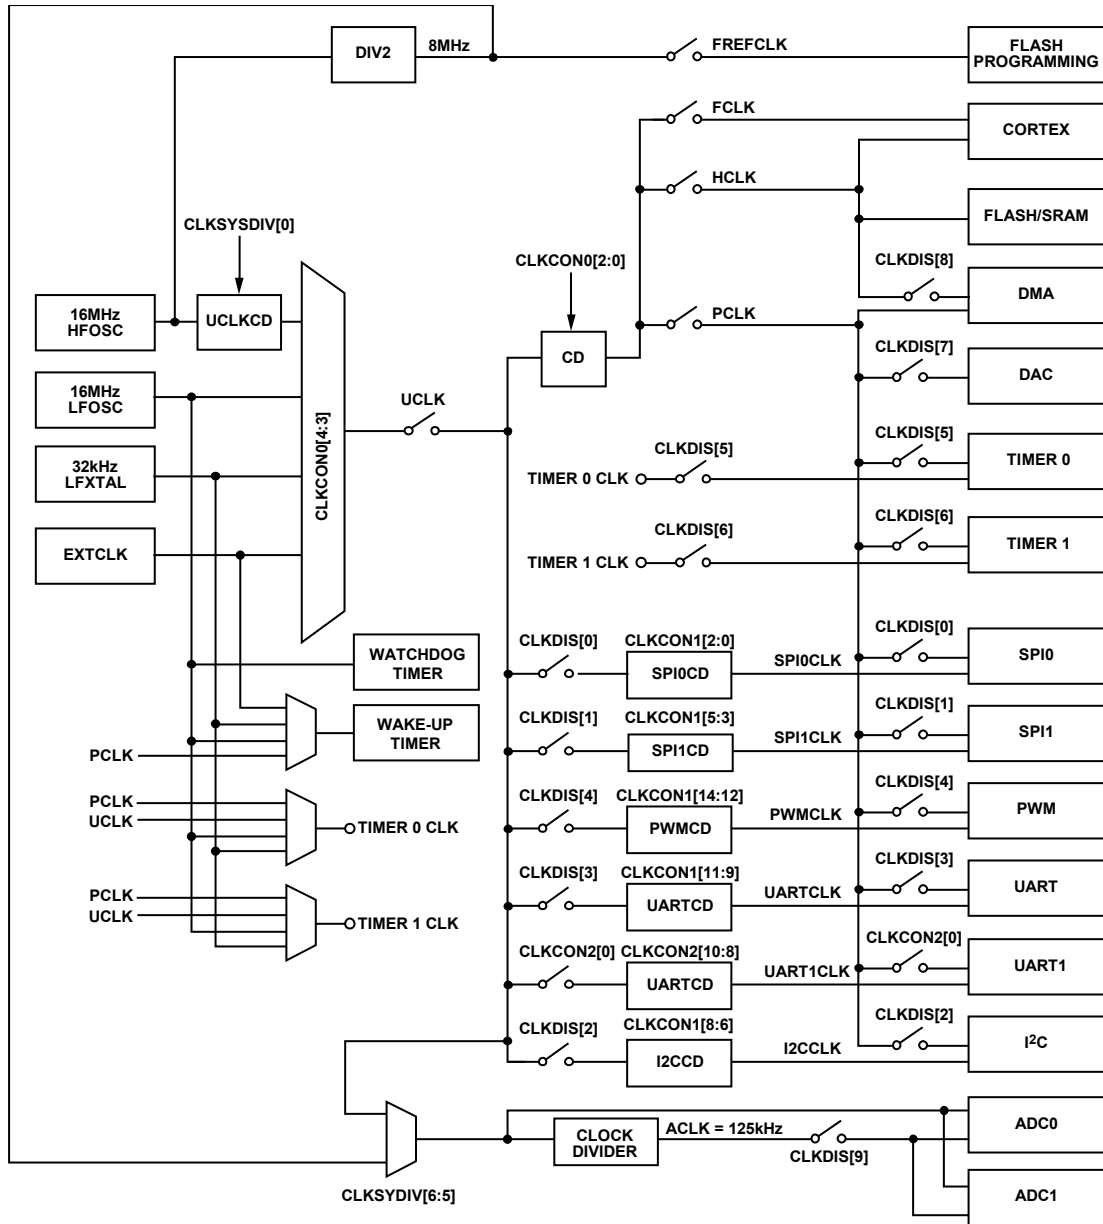 DIV2
8MHz
FREFCLK
FLASH
PROGRAMMING
FCLK
CORTEX
HCLK
CLKSYSDIV[0]
FLASH/SRAM
CLKCON0[2:0]
CLKDIS[8]
16MHz
HFOSC
UCLKCD
DMA
PCLK
CD
CLKDIS[7]
DAC
16MHz
LFOSC
UCLK
CLKCON0[4:3]
CLKDIS[5]
CLKDIS[5]
TIMER 0
32kHz
LFXTAL
TIMER 0 CLK
CLKDIS[6]
CLKDIS[6]
TIMER 1
EXTCLK
TIMER 1 CLK
WATCHDOG
TIMER
CLKDIS[0]
CLKCON1[2:0]
SPI0CD
SPI0CLK
CLKDIS[0]
SPI0
WAKE-UP
TIMER
PCLK
CLKDIS[1]
CLKCON1[5:3]
SPI1CD
SPI1CLK
CLKDIS[1]
SPI1
PCLK
UCLK
TIMER 0 CLK
CLKDIS[4]
CLKCON1[14:12]
PWMCD
PWMCLK
CLKDIS[4]
PWM
PCLK
UCLK
TIMER 1 CLK
CLKDIS[3]
CLKCON1[11:9]
UARTCD
UARTCLK
CLKDIS[3]
UART
CLKCON2[0]
CLKCON2[10:8]
UARTCD
UART1CLK
CLKCON2[0]
UART1
CLKDIS[2]
CLKCON1[8:6]
I2CCD
I2CCLK
CLKDIS[2]
I2C
CLKSYDIV[6:5]
CLOCK
DIVIDER
ACLK = 125kHz
CLKDIS[9]
ADC0
ADC1